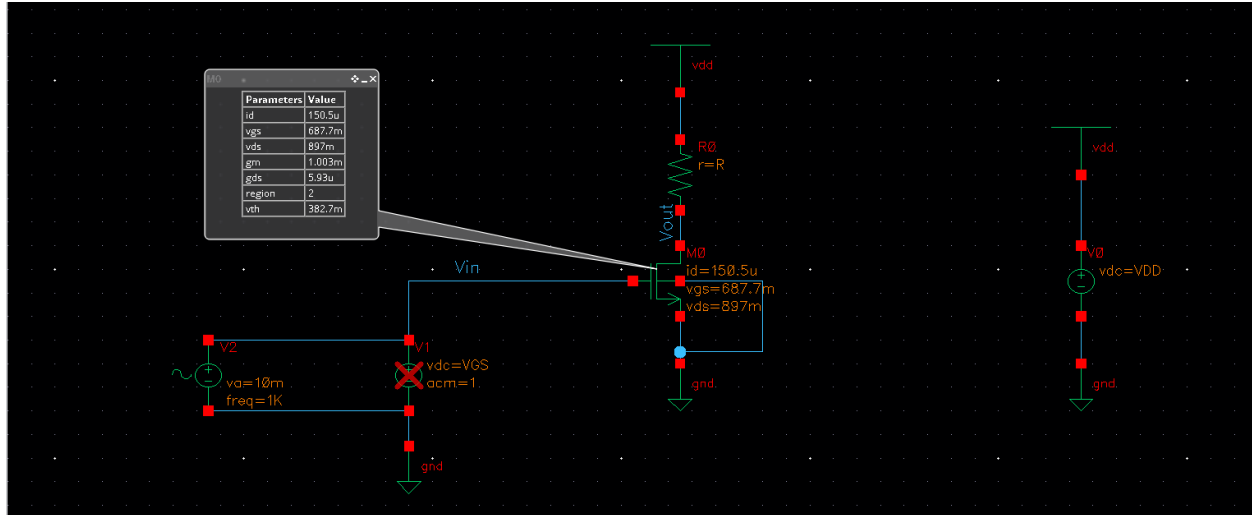 M0
Parameters Value
id 150.5u
vgs 687.7m
vds 897m
gm 1.003m
gds 5.93u
region 2
vth 382.7m
vdd
R0
r=R
Vout
M0
id=150.5u
vgs=687.7m
vds=897m
gnd
Vin
V2
va=10m
freq=1K
V1
vdc=VGS
acm=1
gnd
vdd
V0
vdc=VDD
gnd